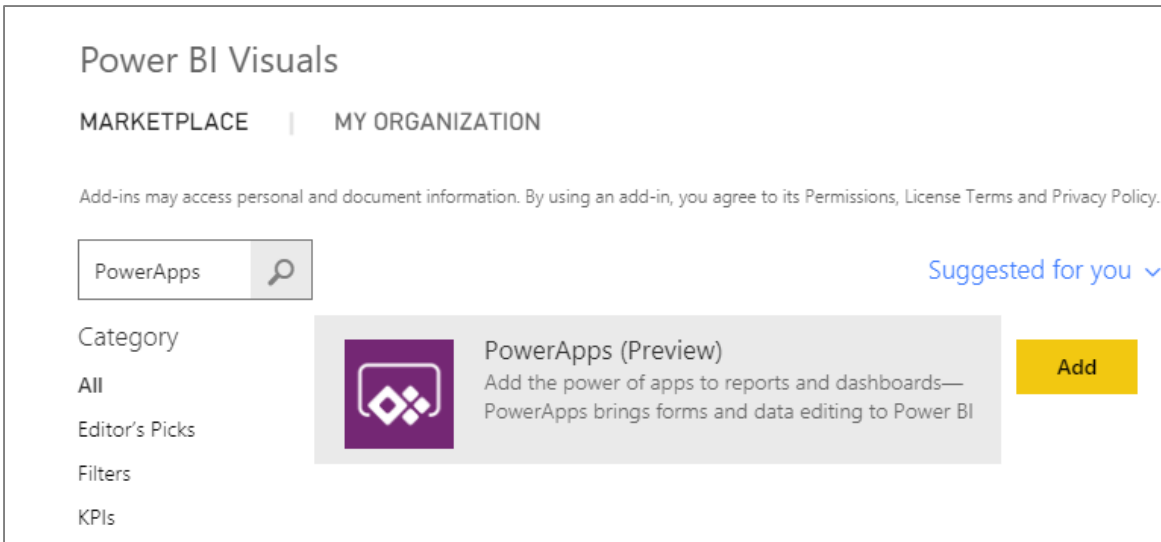 Power BI Visuals
MARKETPLACE | MY ORGANIZATION
Add-ins may access personal and document information. By using an add-in, you agree to its Permissions, License Terms and Privacy Policy.
PowerApps
Suggested for you
Category
All
Editor's Picks
Filters
KPIs
PowerApps (Preview)
Add the power of apps to reports and dashboards—
PowerApps brings forms and data editing to Power BI
Add